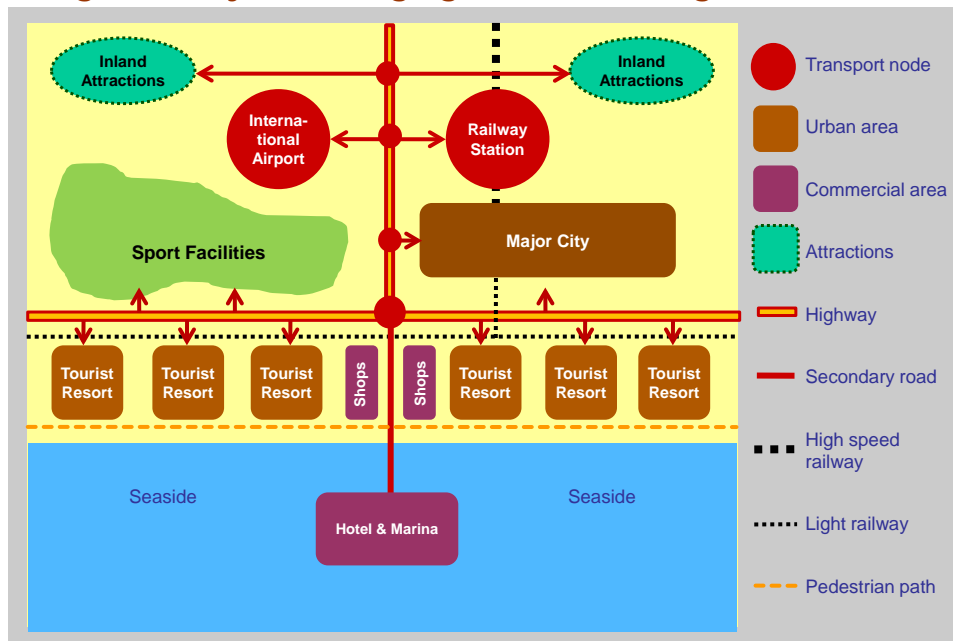 Inland
Attractions
Inland
Attractions
Interna-
tional
Airport
Railway
Station
Sport Facilities
Major City
Tourist
Resort
Tourist
Resort
Tourist
Resort
Shops
Shops
Tourist
Resort
Tourist
Resort
Tourist
Resort
Seaside
Seaside
Hotel & Marina
Transport node
Urban area
Commercial area
Attractions
Highway
Secondary road
High speed
railway
Light railway
Pedestrian path